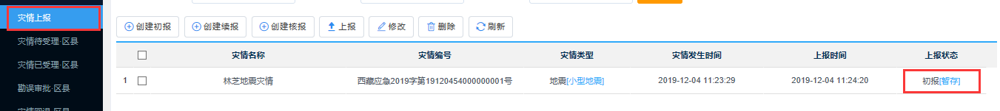 灾情上报
灾情待受理·区县
灾情已受理·区县
勘误审批·区县
创建初报 创建续报 创建核报 上报 修改 删除 刷新
灾情名称 灾情编号 灾情类型 灾情发生时间 上报时间 上报状态
1 林芝地震灾情 西藏应急2019字第19120454000000001号 地震[小型地震] 2019-12-04 11:23:29 2019-12-04 11:24:20 初报[暂存]